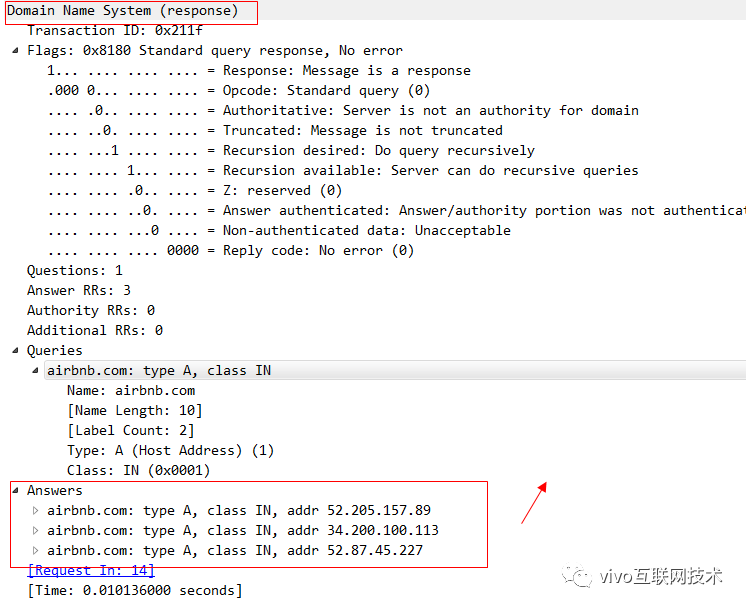 Domain Name System (response)
Transaction ID: 0x211f
Flags: 0x8180 Standard query response, No error
1... .... .... .... = Response: Message is a response
.000 0... .... .... = Opcode: Standard query (0)
.... .0.. .... .... = Authoritative: Server is not an authority for domain
.... ..0. .... .... = Truncated: Message is not truncated
.... ...1 .... .... = Recursion desired: Do query recursively
.... .... 1... .... = Recursion available: Server can do recursive queries
.... .... .0.. .... = Z: reserved (0)
.... .... ..0. .... = Answer authenticated: Answer/authority portion was not authenticat
.... .... ...0 .... = Non-authenticated data: Unacceptable
.... .... .... 0000 = Reply code: No error (0)
Questions: 1
Answer RRs: 3
Authority RRs: 0
Additional RRs: 0
Queries
airbnb.com: type A, class IN
Name: airbnb.com
[Name Length: 10]
[Label Count: 2]
Type: A (Host Address) (1)
Class: IN (0x0001)
Answers
airbnb.com: type A, class IN, addr 52.205.157.89
airbnb.com: type A, class IN, addr 34.200.100.113
airbnb.com: type A, class IN, addr 52.87.45.227
[Request In: 14]
[Time: 0.010136000 seconds]
vivo互联网技术